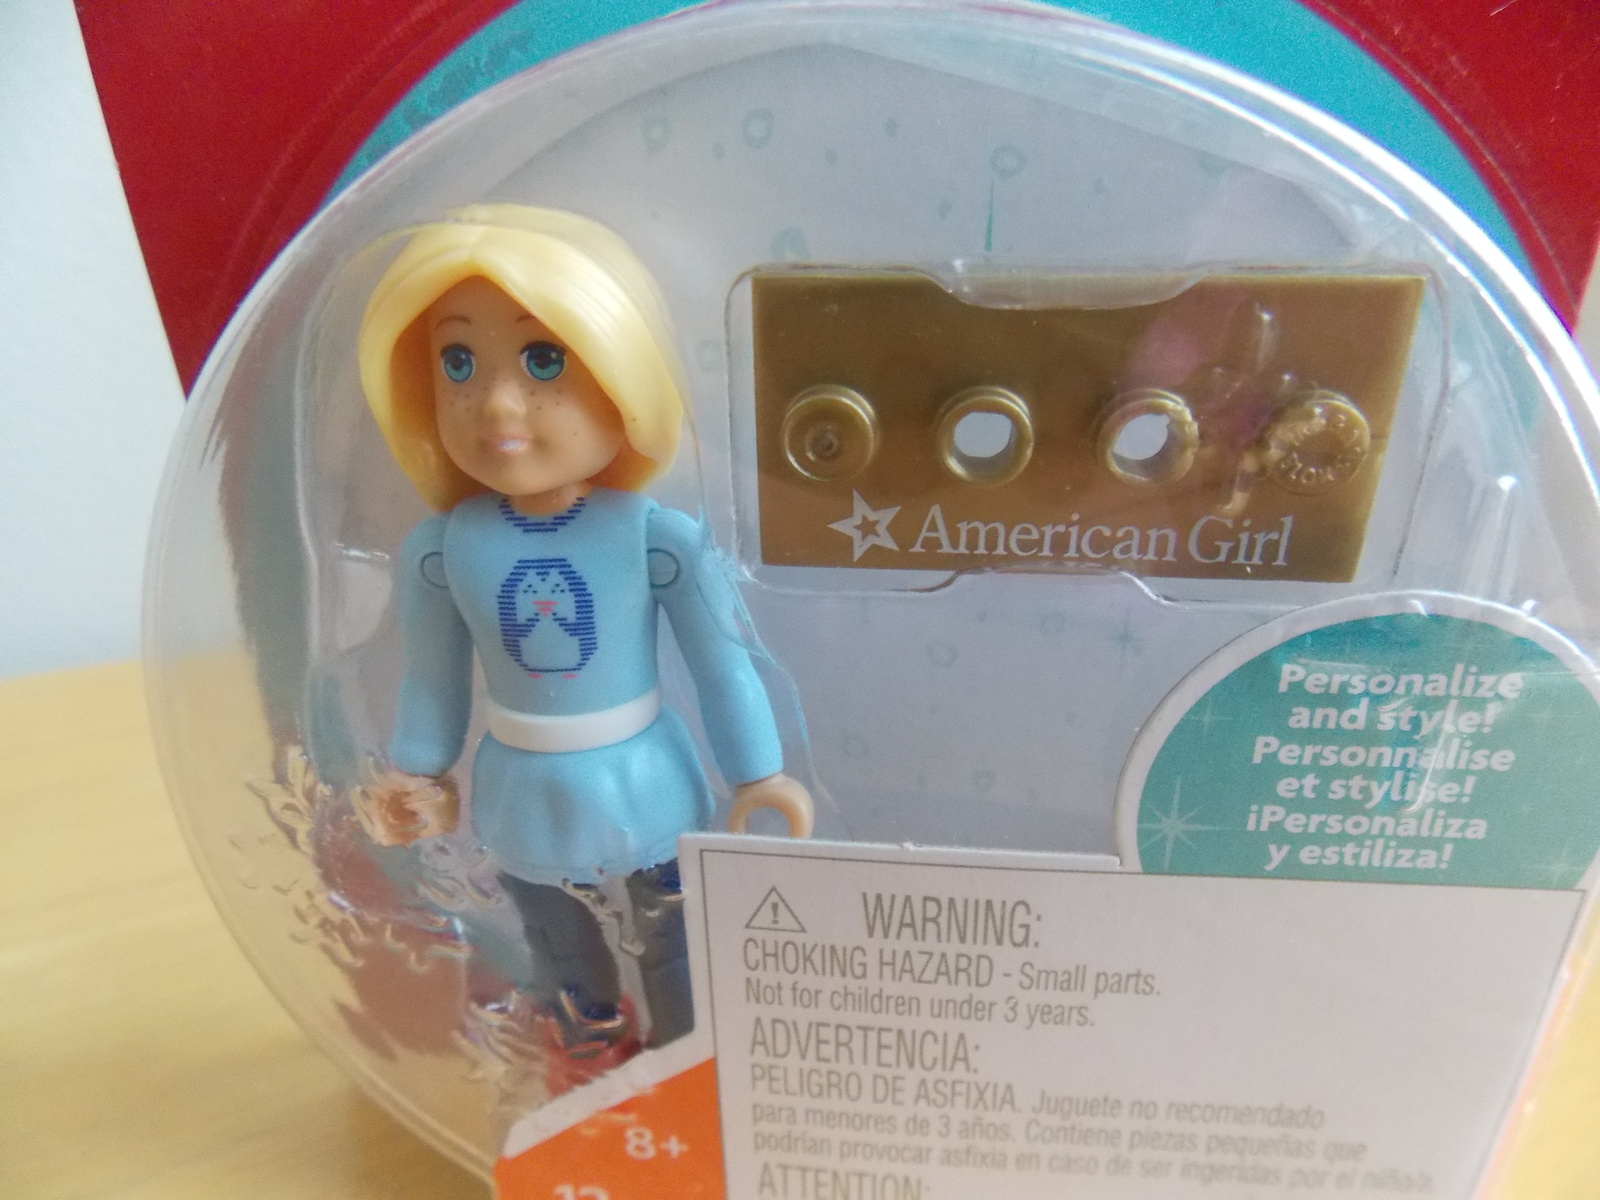 American Girl
Personalize
and style!
Personnalise
et stylise!
¡Personaliza
y estiliza!
WARNING:
CHOKING HAZARD - Small parts.
Not for children under 3 years.
ADVERTENCIA:
PELIGRO DE ASFIXIA. Juguete no recomendado
para menores de 3 años. Contiene piezas pequeñas que
podrían provocar asfixia en caso de ser ingeridas por el niño/a.
ATTENTION:
8+
12